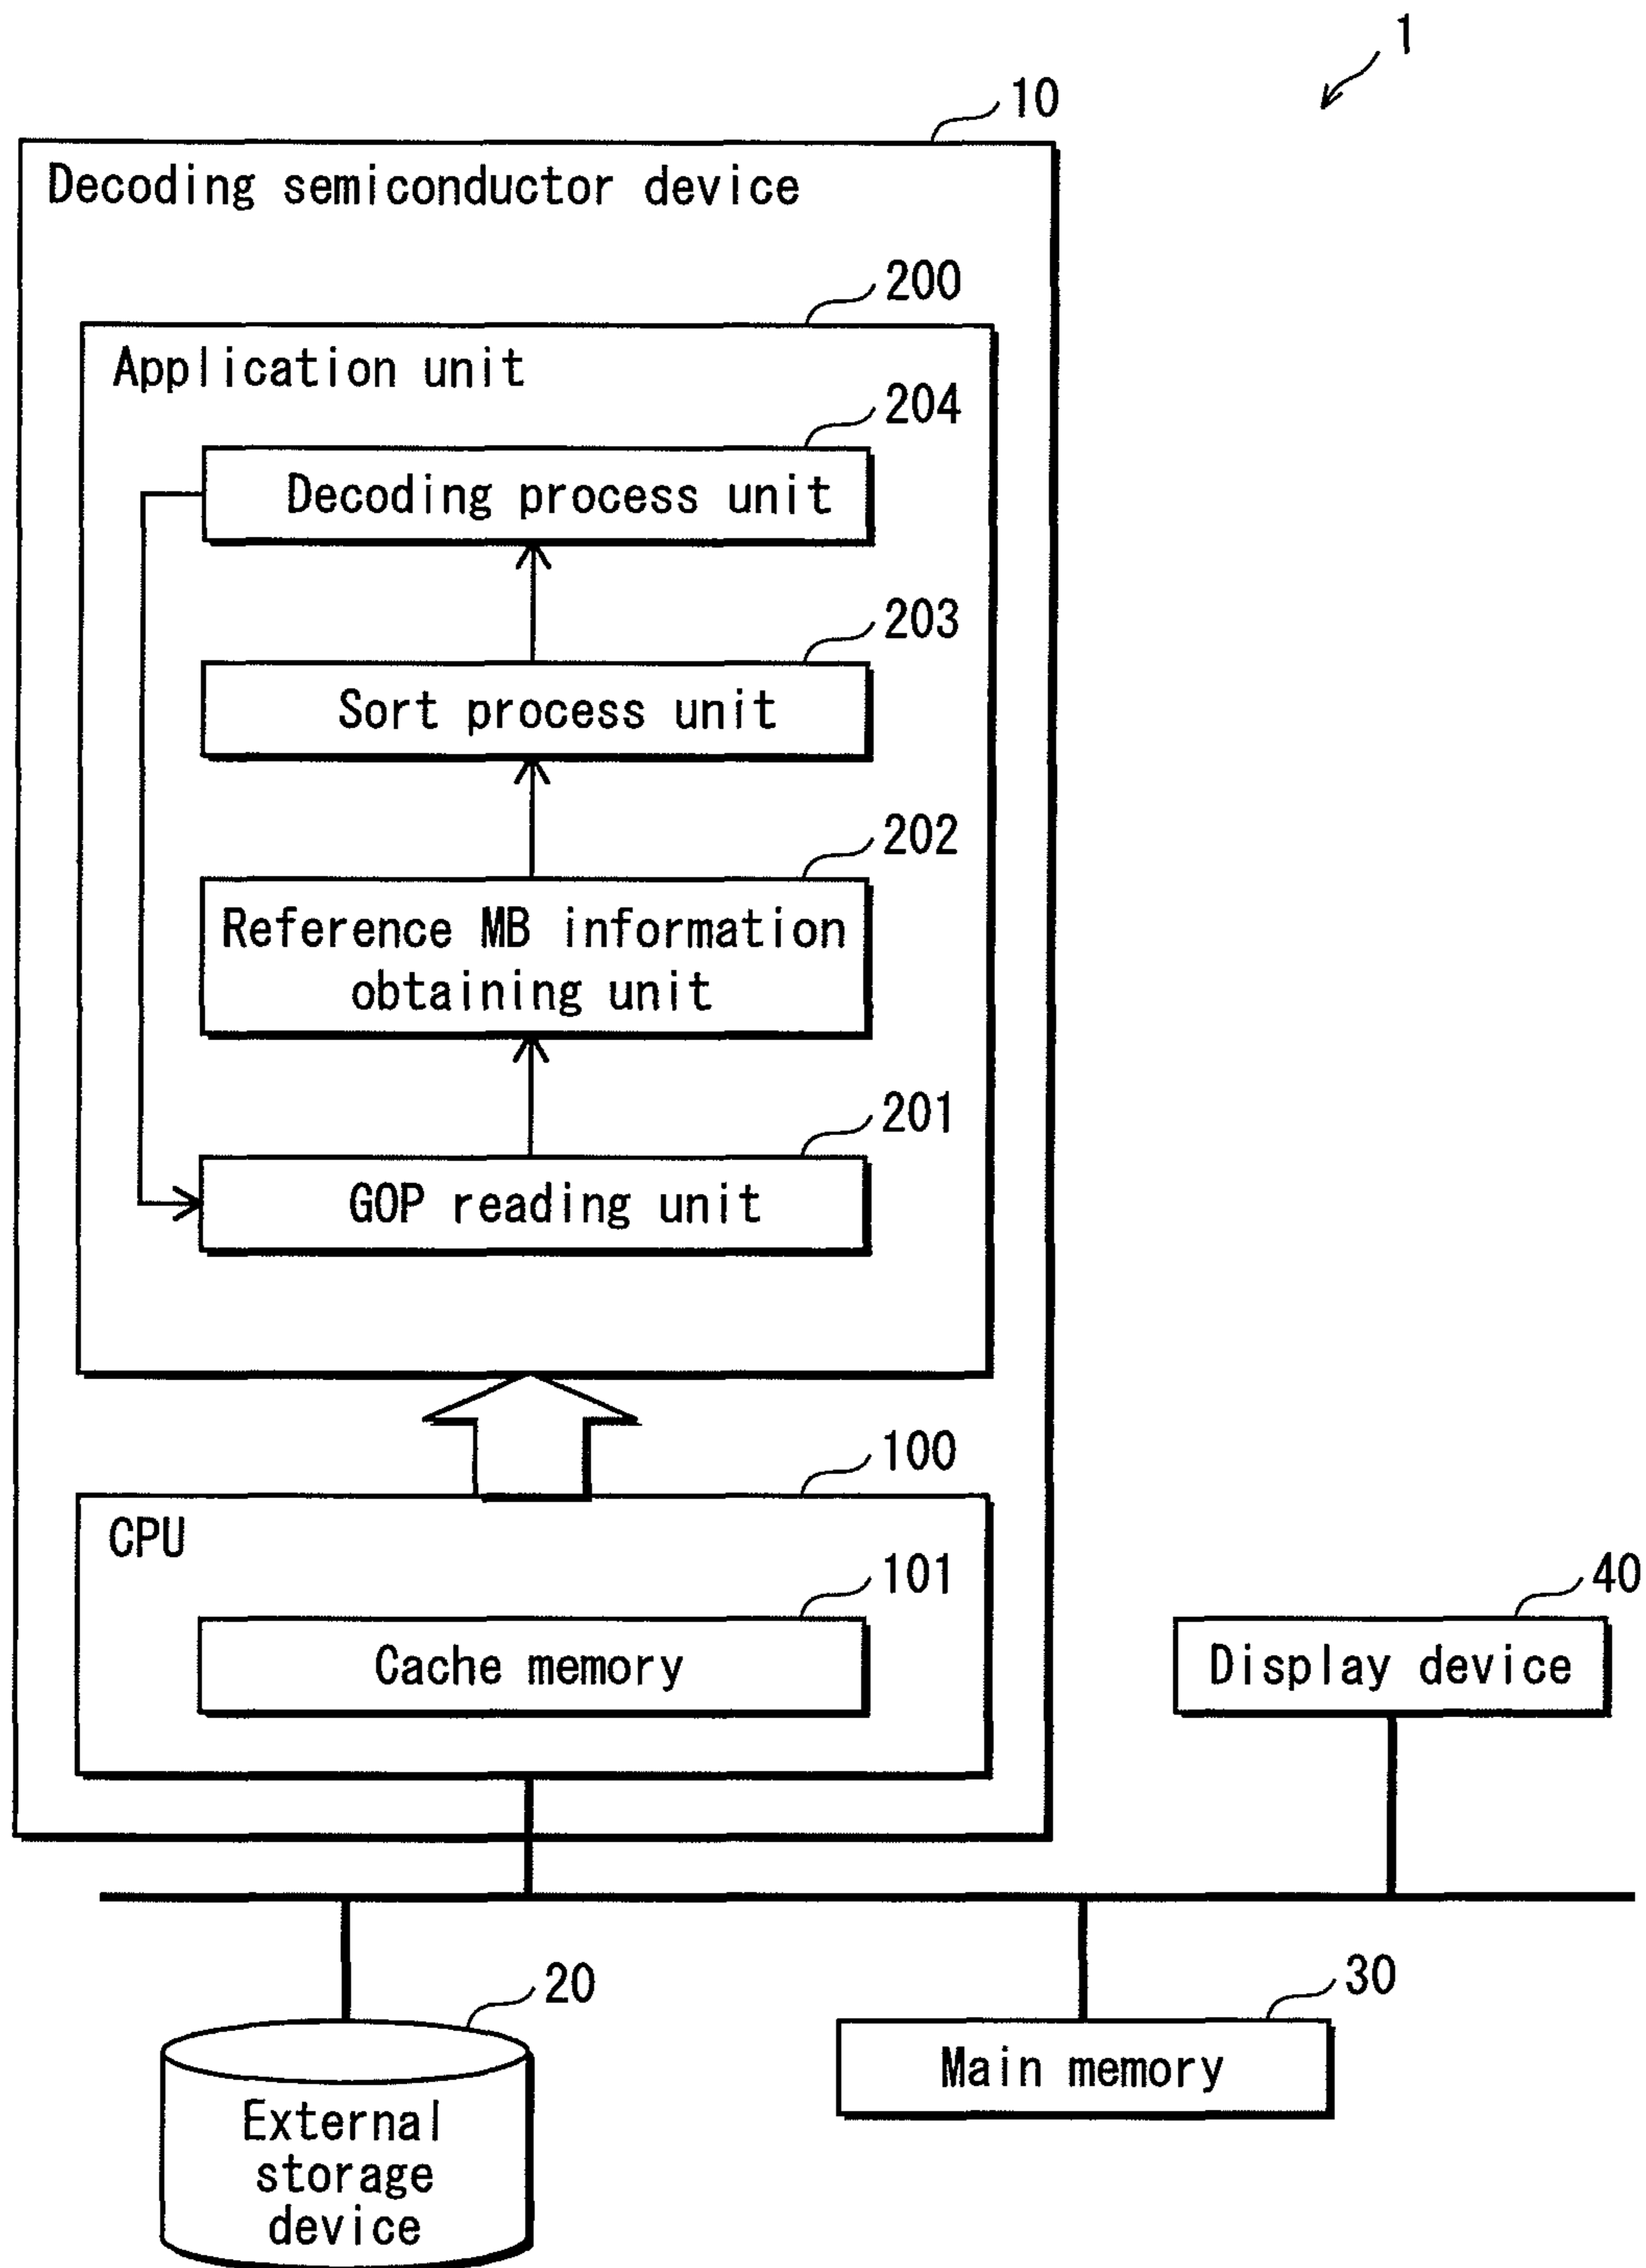 1
10
Decoding semiconductor device
200
Application unit
204
Decoding process unit
203
Sort process unit
202
Reference MB information
obtaining unit
201
GOP reading unit
100
CPU
101
Cache memory
40
Display device
20
External
storage
device
30
Main memory